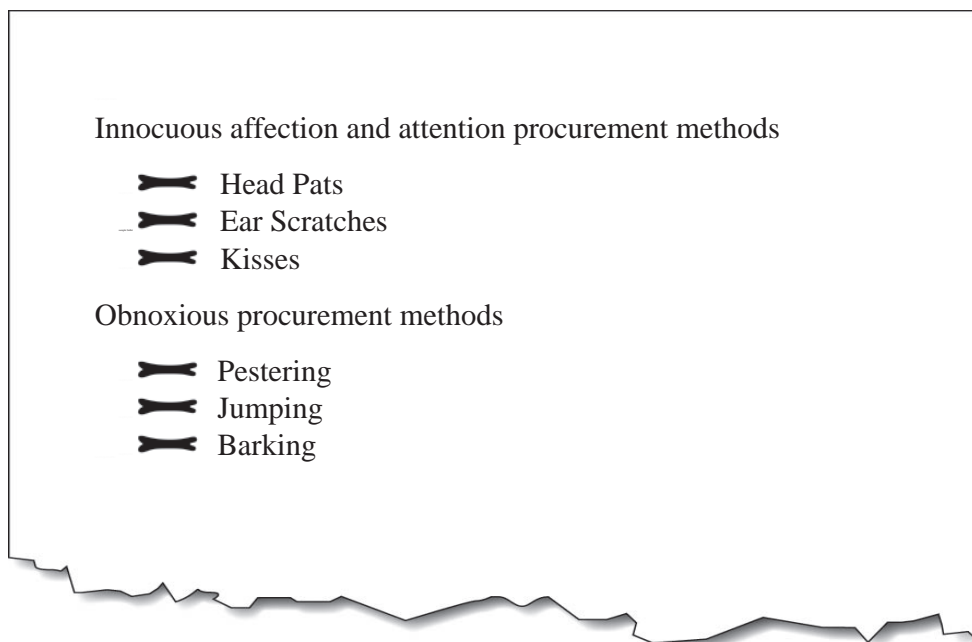 Innocuous affection and attention procurement methods
Head Pats
Ear Scratches
Kisses
Obnoxious procurement methods
Pestering
Jumping
Barking